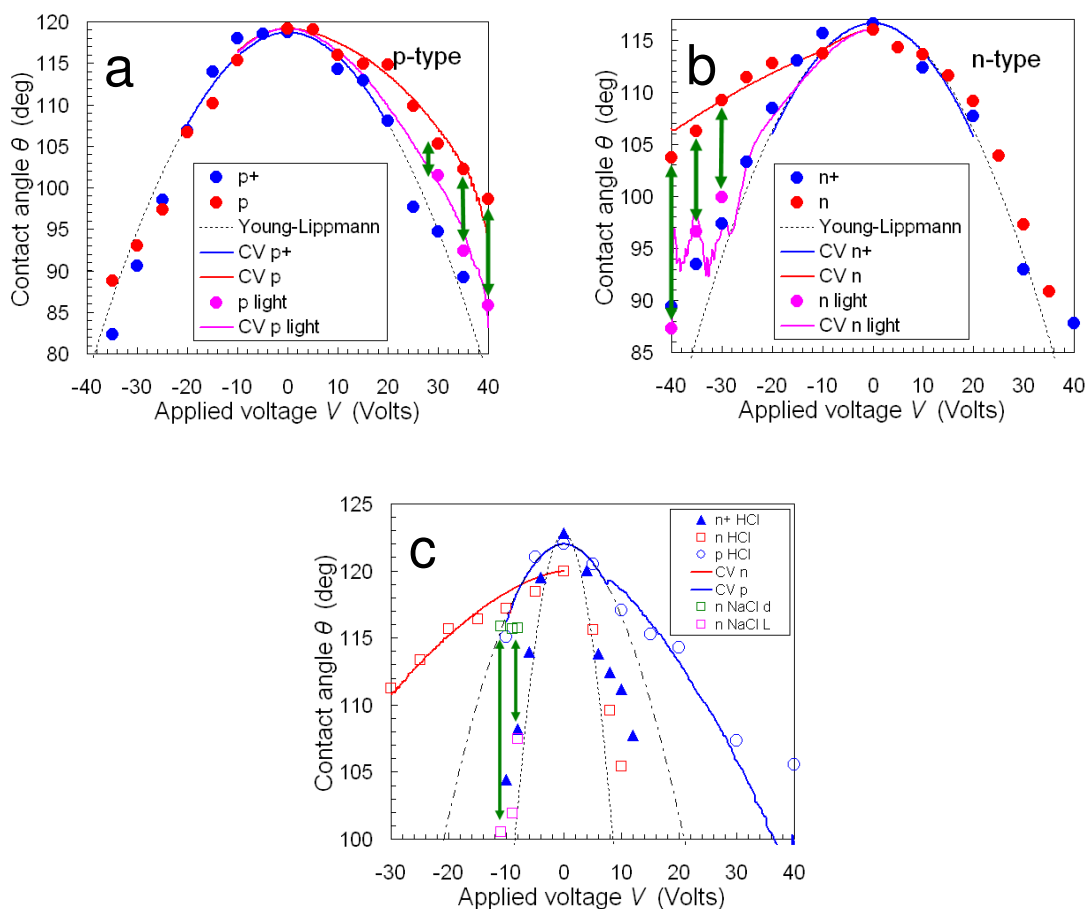 a
p-type
Contact angle θ (deg)
120
115
110
105
100
95
90
85
80
p+
p
Young-Lippmann
CV p+
CV p
p light
CV p light
-40 -30 -20 -10 0 10 20 30 40
Applied voltage V (Volts)
b
n-type
Contact angle θ (deg)
115
110
105
100
95
90
85
n+
n
Young-Lippmann
CV n+
CV n
n light
CV n light
-40 -30 -20 -10 0 10 20 30 40
Applied voltage V (Volts)
c
Contact angle θ (deg)
125
120
115
110
105
100
n+ HCl
n HCl
p HCl
CV n
CV p
n NaCl d
n NaCl L
-30 -20 -10 0 10 20 30 40
Applied voltage V (Volts)